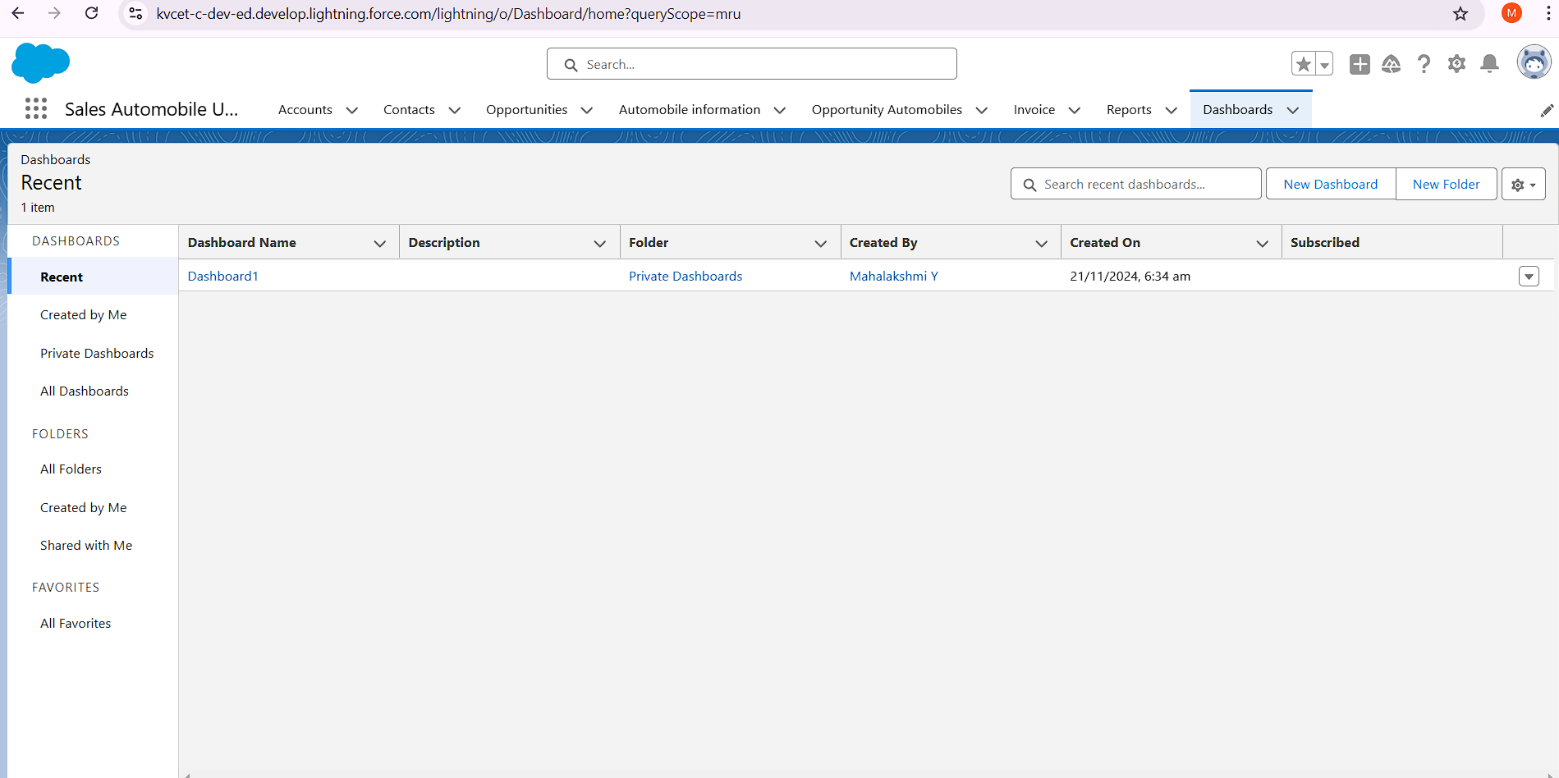 kvcet-c-dev-ed.develop.lightning.force.com/lightning/o/Dashboard/home?queryScope=mru
M
Search...
Sales Automobile U... Accounts Contacts Opportunities Automobile information Opportunity Automobiles Invoice Reports Dashboards
Dashboards
Recent
1 item
Search recent dashboards...
New Dashboard
New Folder
DASHBOARDS
Recent
Created by Me
Private Dashboards
All Dashboards
FOLDERS
All Folders
Created by Me
Shared with Me
FAVORITES
All Favorites
Dashboard Name Description Folder Created By Created On Subscribed
Dashboard1 Private Dashboards Mahalakshmi Y 21/11/2024, 6:34 am